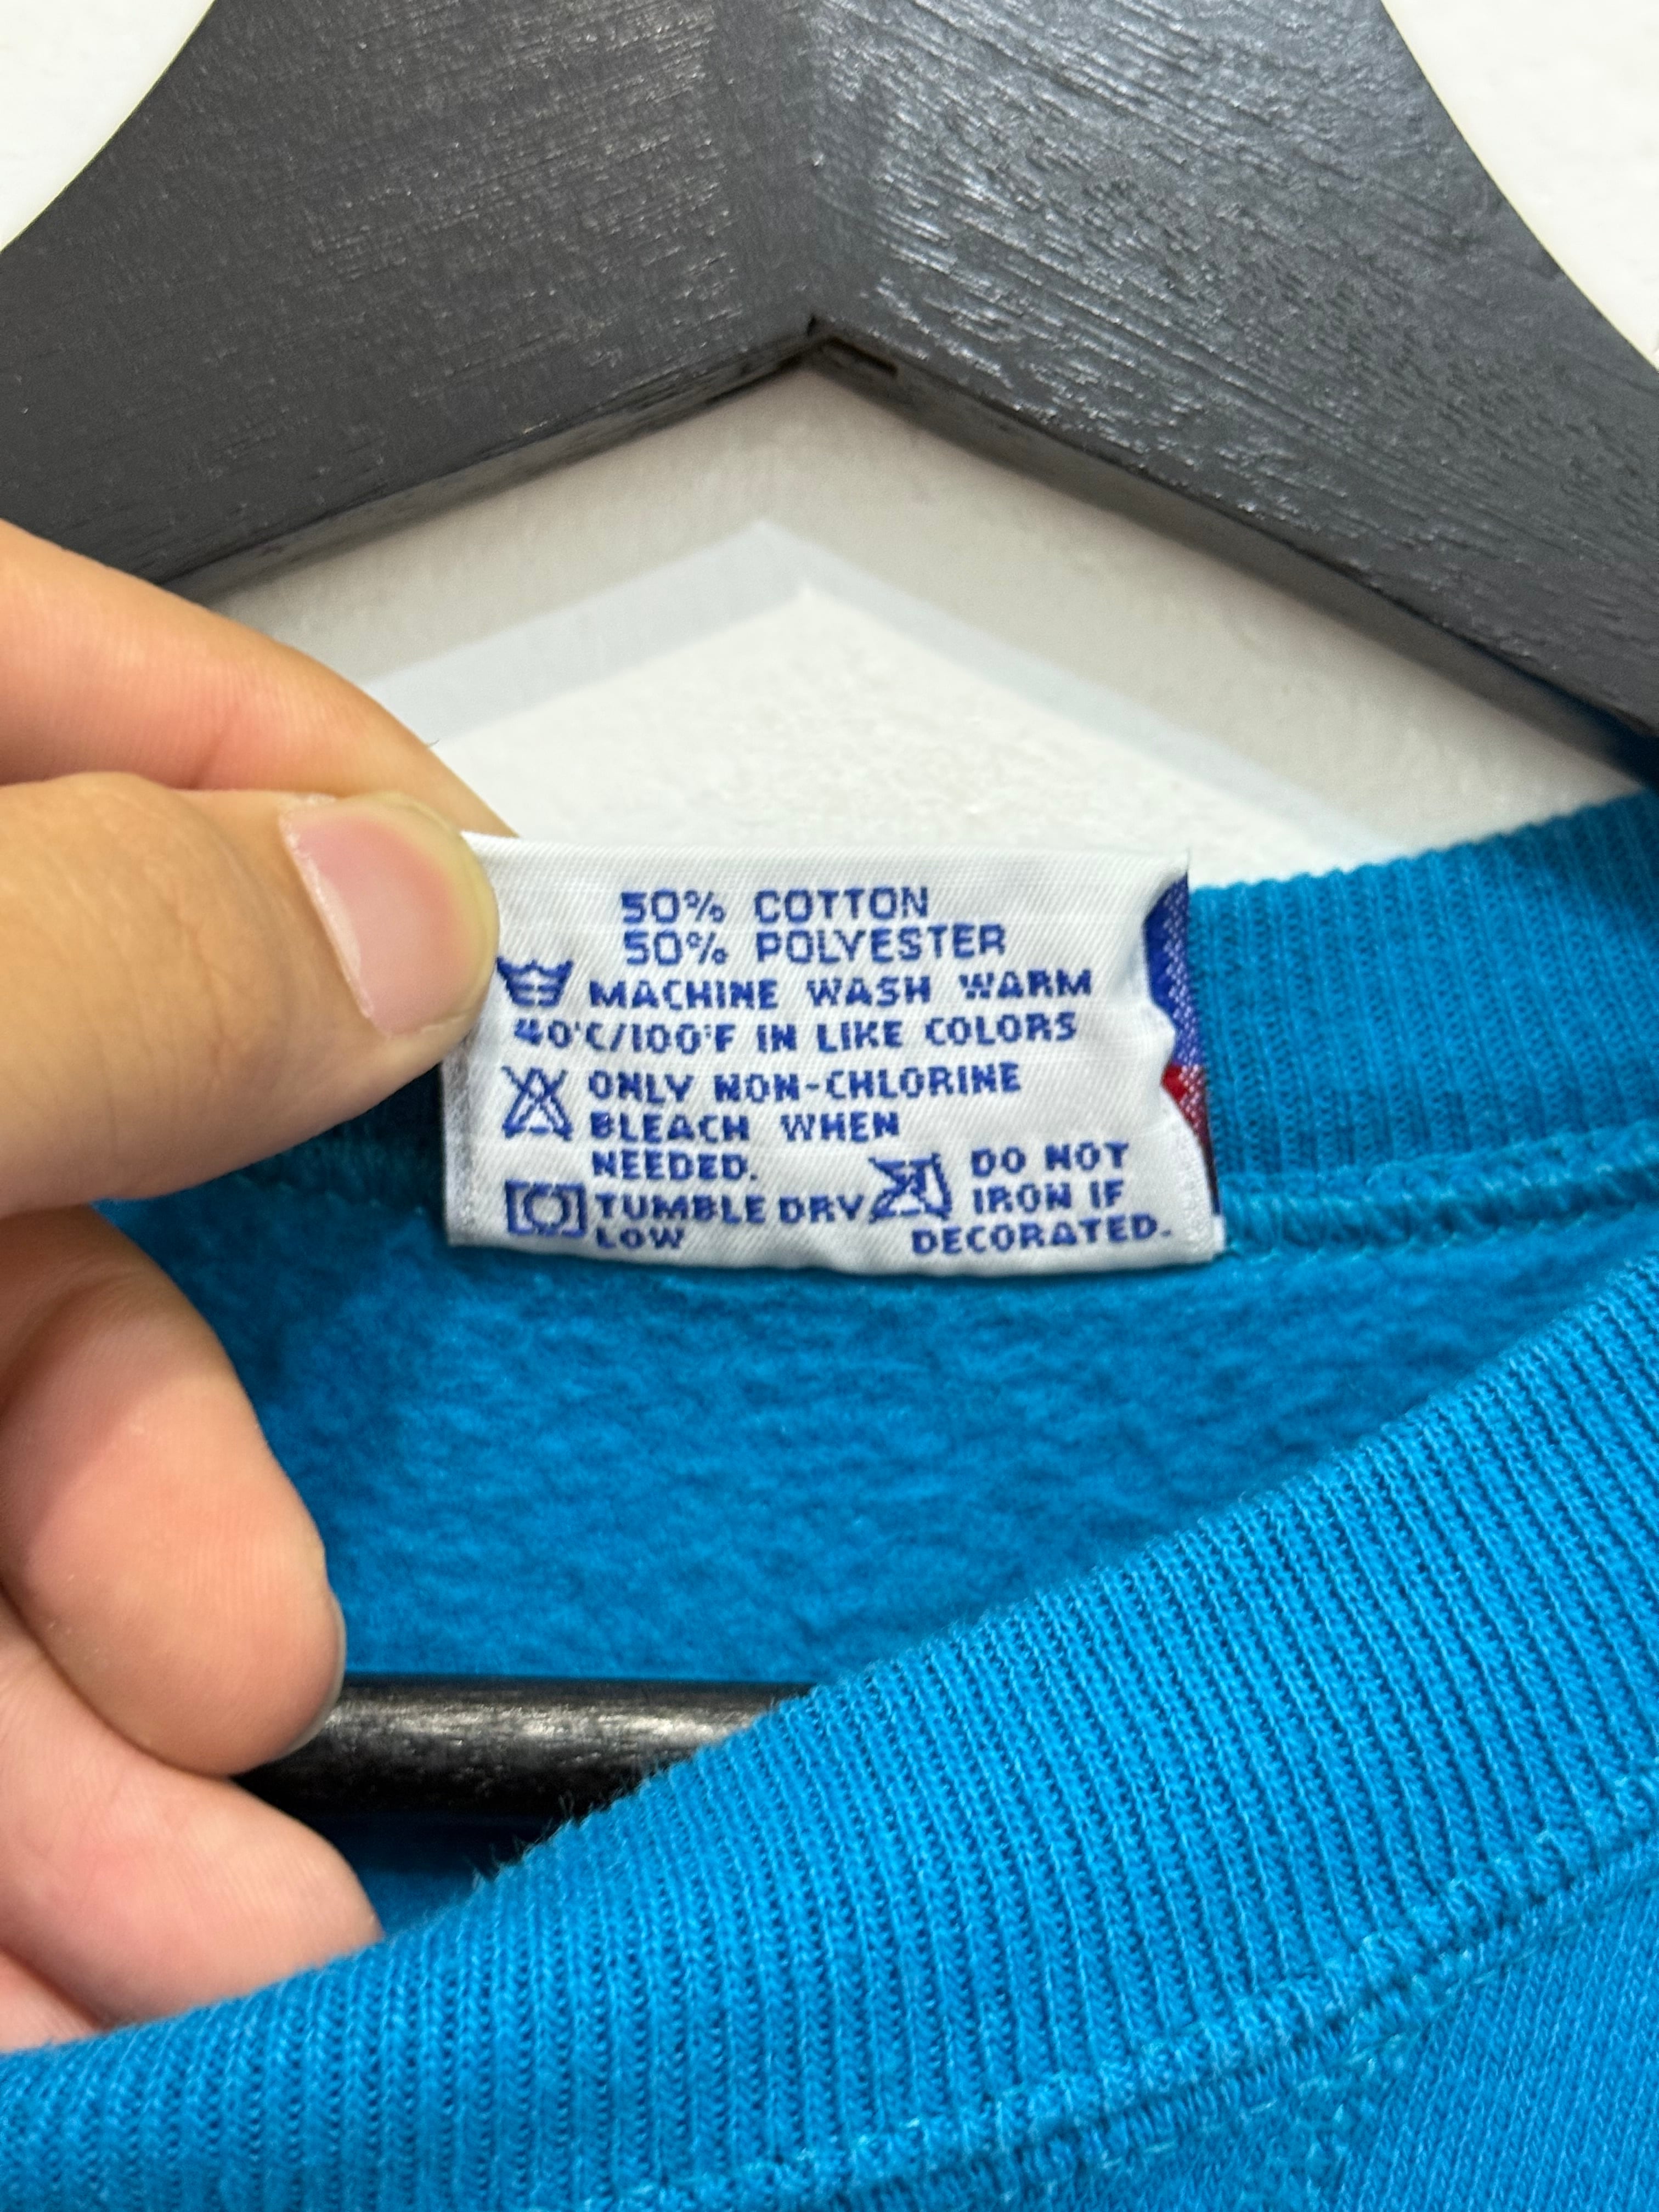 50% COTTON
50% POLYESTER
MACHINE WASH WARM
40°C/100°F IN LIKE COLORS
ONLY NON-CHLORINE
BLEACH WHEN
NEEDED.
TUMBLE DRY
LOW
DO NOT
IRON IF
DECORATED.